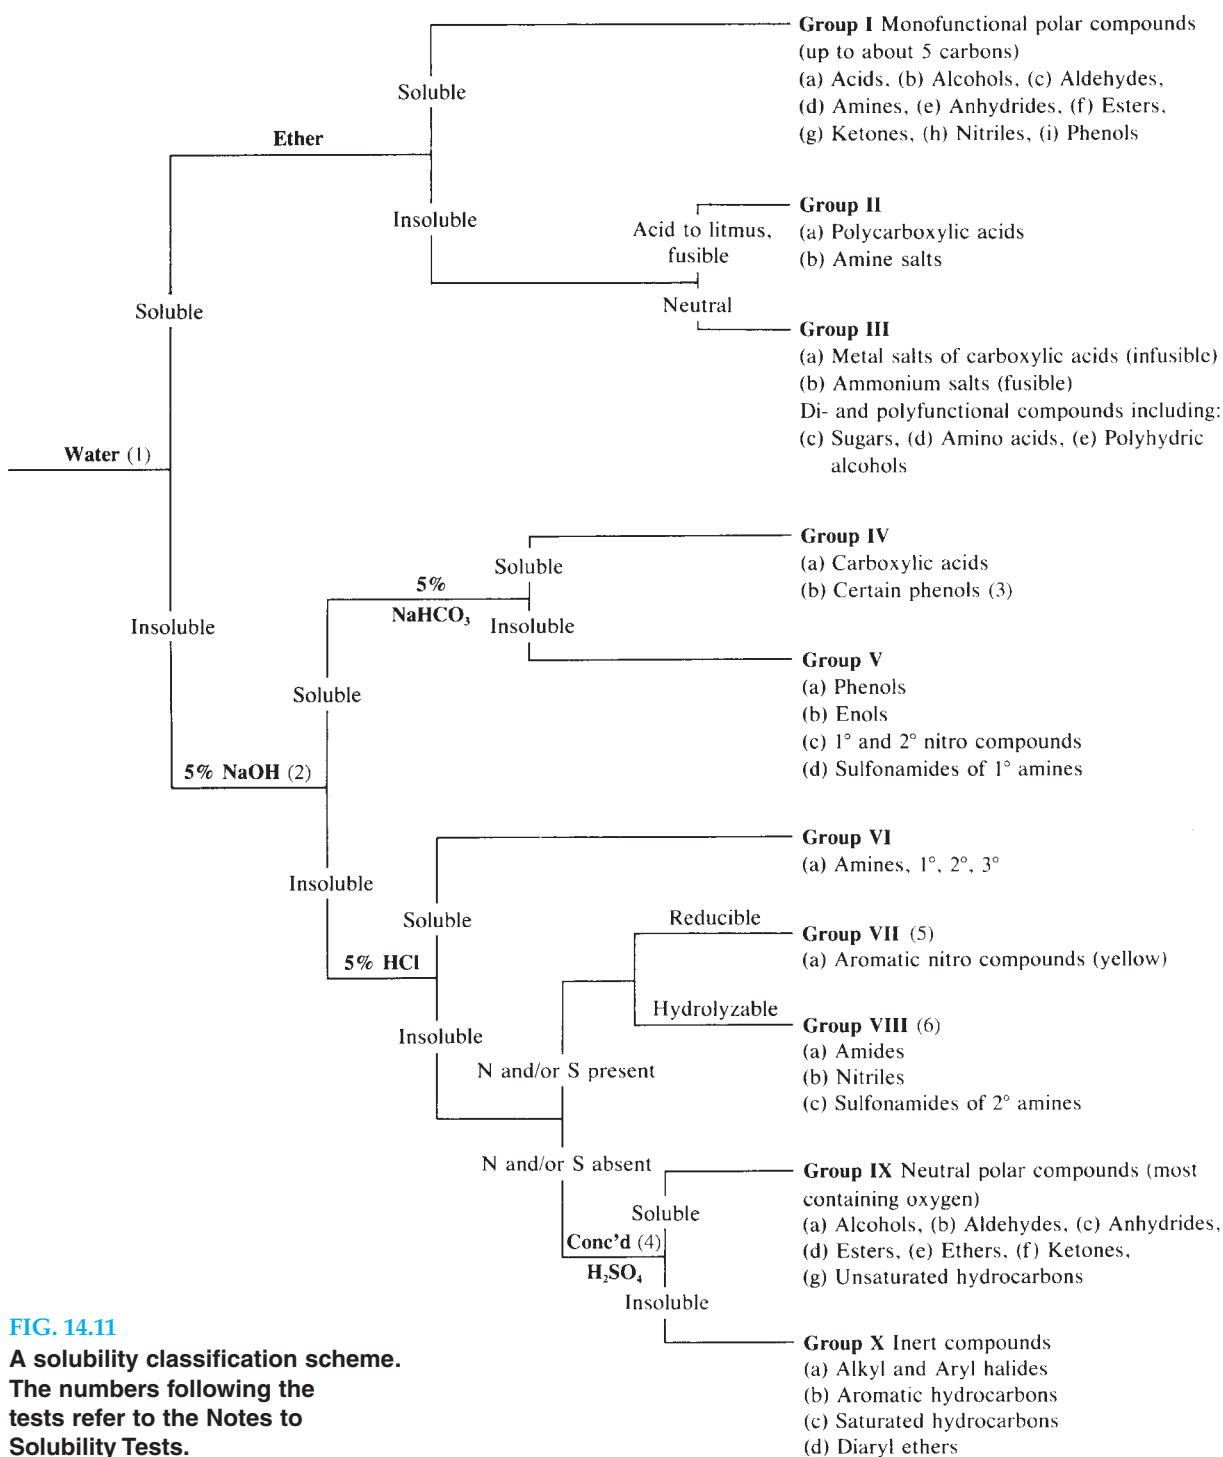 Group I Monofunctional polar compounds
(up to about 5 carbons)
(a) Acids, (b) Alcohols, (c) Aldehydes,
(d) Amines, (e) Anhydrides, (f) Esters,
(g) Ketones, (h) Nitriles, (i) Phenols
Soluble
Ether
Insoluble
Acid to litmus,
fusible
Group II
(a) Polycarboxylic acids
(b) Amine salts
Neutral
Soluble
Group III
(a) Metal salts of carboxylic acids (infusible)
(b) Ammonium salts (fusible)
Di- and polyfunctional compounds including:
(c) Sugars, (d) Amino acids, (e) Polyhydric
alcohols
Water (1)
Group IV
(a) Carboxylic acids
(b) Certain phenols (3)
Soluble
5%
NaHCO₃
Insoluble
Insoluble
Group V
(a) Phenols
(b) Enols
(c) 1° and 2° nitro compounds
(d) Sulfonamides of 1° amines
Soluble
5% NaOH (2)
Group VI
(a) Amines, 1°, 2°, 3°
Insoluble
Soluble
5% HCl
Reducible
Group VII (5)
(a) Aromatic nitro compounds (yellow)
Hydrolyzable
Insoluble
Group VIII (6)
(a) Amides
(b) Nitriles
(c) Sulfonamides of 2° amines
N and/or S present
N and/or S absent
Group IX Neutral polar compounds (most
containing oxygen)
(a) Alcohols, (b) Aldehydes, (c) Anhydrides,
(d) Esters, (e) Ethers, (f) Ketones,
(g) Unsaturated hydrocarbons
Soluble
Conc'd (4)
H₂SO₄
Insoluble
Group X Inert compounds
(a) Alkyl and Aryl halides
(b) Aromatic hydrocarbons
(c) Saturated hydrocarbons
(d) Diaryl ethers
FIG. 14.11
A solubility classification scheme.
The numbers following the
tests refer to the Notes to
Solubility Tests.